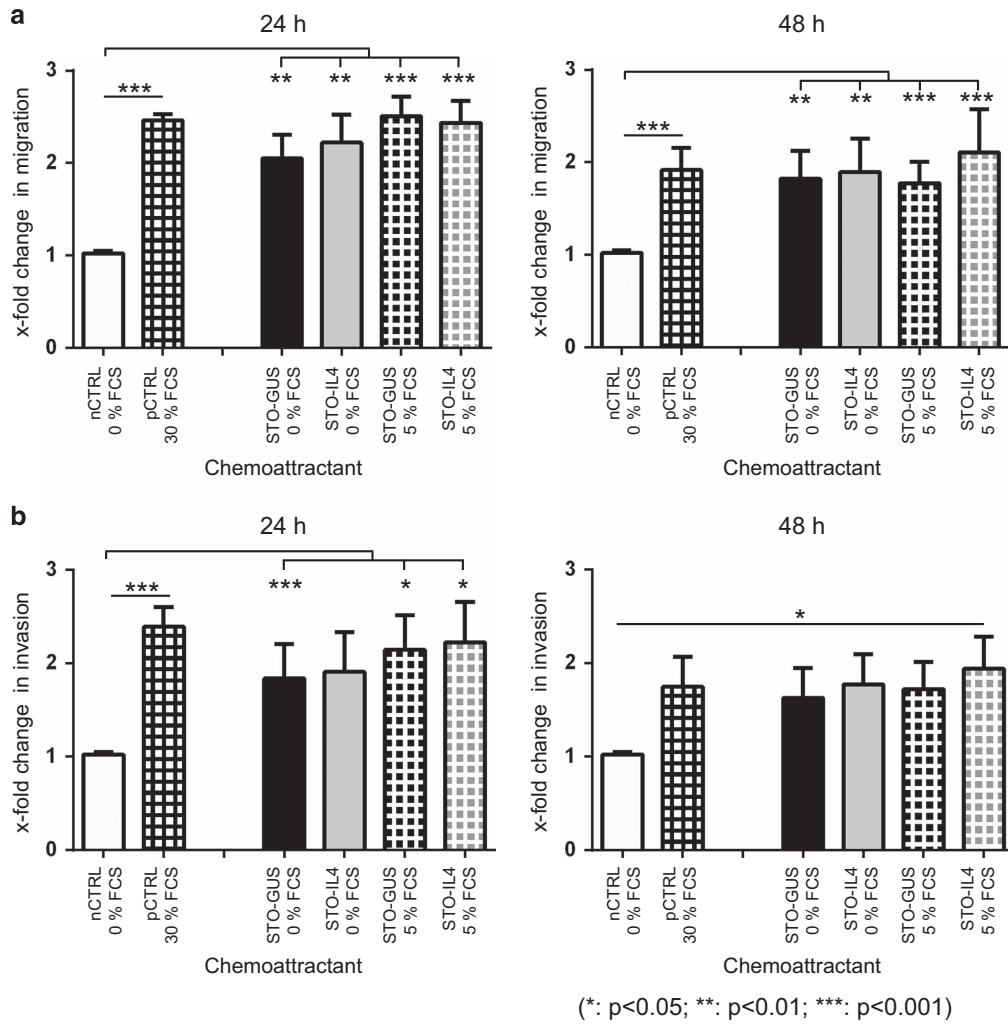 a
24 h
x-fold change in migration
3
2
1
0
***
** ** *** ***
nCTRL
0 % FCS
pCTRL
30 % FCS
STO-GUS
0 % FCS
STO-IL4
0 % FCS
STO-GUS
5 % FCS
STO-IL4
5 % FCS
Chemoattractant
48 h
x-fold change in migration
3
2
1
0
***
** ** *** ***
nCTRL
0 % FCS
pCTRL
30 % FCS
STO-GUS
0 % FCS
STO-IL4
0 % FCS
STO-GUS
5 % FCS
STO-IL4
5 % FCS
Chemoattractant
b
24 h
x-fold change in invasion
3
2
1
0
***
*** * *
nCTRL
0 % FCS
pCTRL
30 % FCS
STO-GUS
0 % FCS
STO-IL4
0 % FCS
STO-GUS
5 % FCS
STO-IL4
5 % FCS
Chemoattractant
48 h
x-fold change in invasion
3
2
1
0
*
nCTRL
0 % FCS
pCTRL
30 % FCS
STO-GUS
0 % FCS
STO-IL4
0 % FCS
STO-GUS
5 % FCS
STO-IL4
5 % FCS
Chemoattractant
(*: p<0.05; **: p<0.01; ***: p<0.001)